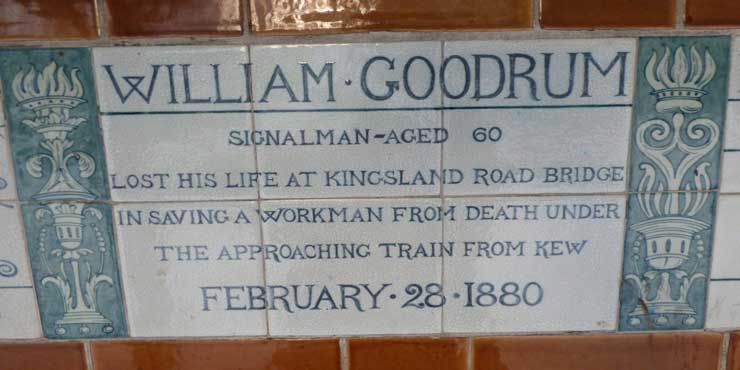 WILLIAM · GOODRUM
SIGNALMAN-AGED 60
LOST HIS LIFE AT KINGSLAND ROAD BRIDGE
IN SAVING A WORKMAN FROM DEATH UNDER
THE APPROACHING TRAIN FROM KEW
FEBRUARY · 28 · 1880